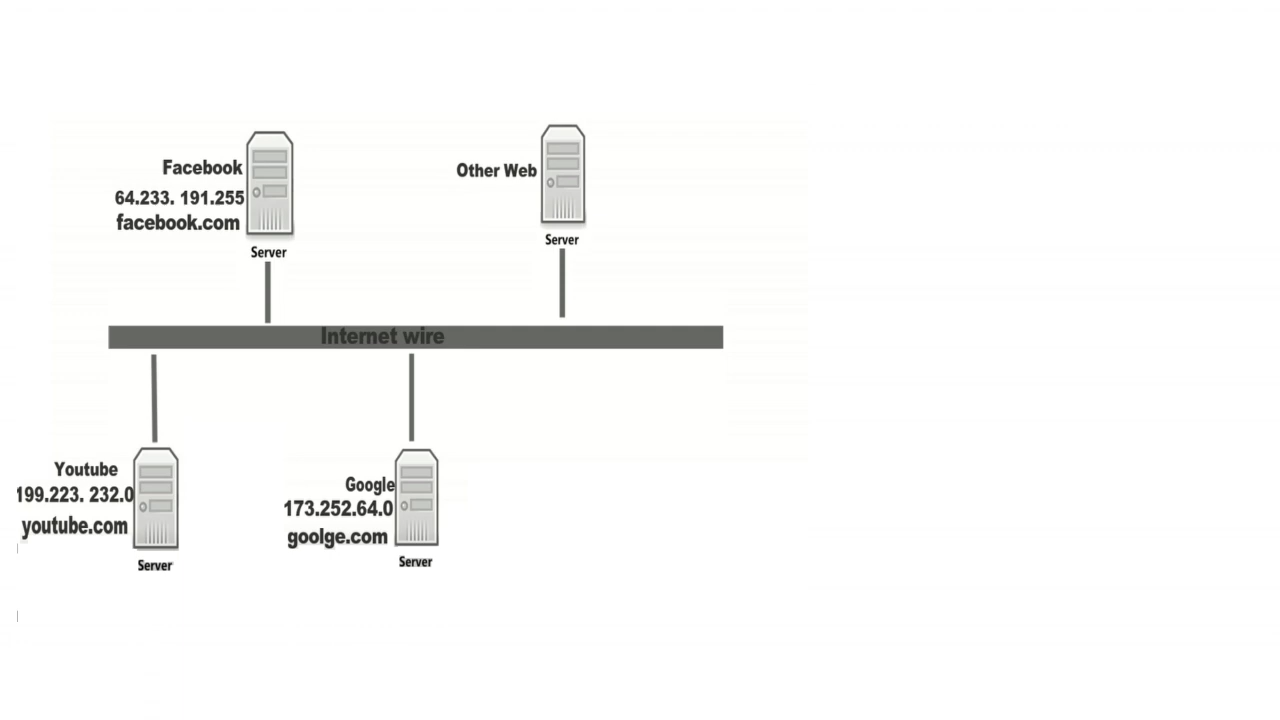 Facebook
64.233. 191.255
facebook.com
Server
Other Web
Server
Internet wire
Youtube
199.223. 232.0
youtube.com
Server
Google
173.252.64.0
goolge.com
Server